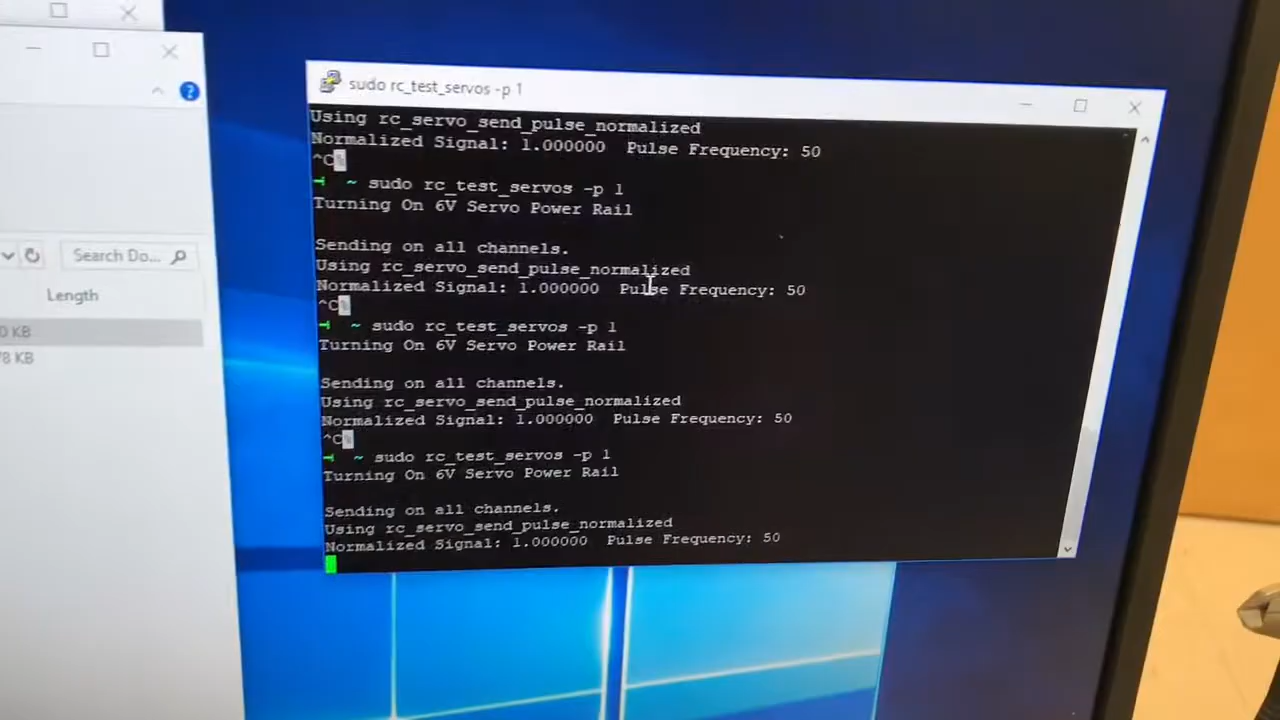 sudo rc_test_servos -p 1
Using rc_servo_send_pulse_normalized
Normalized Signal: 1.000000  Pulse Frequency: 50
^C%
~ sudo rc_test_servos -p 1
Turning On 6V Servo Power Rail
Sending on all channels.
Using rc_servo_send_pulse_normalized
Normalized Signal: 1.000000  Pulse Frequency: 50
^C%
~ sudo rc_test_servos -p 1
Turning On 6V Servo Power Rail
Sending on all channels.
Using rc_servo_send_pulse_normalized
Normalized Signal: 1.000000  Pulse Frequency: 50
^C%
~ sudo rc_test_servos -p 1
Turning On 6V Servo Power Rail
Sending on all channels.
Using rc_servo_send_pulse_normalized
Normalized Signal: 1.000000  Pulse Frequency: 50
?
Search Do...
Length
0 KB
78 KB